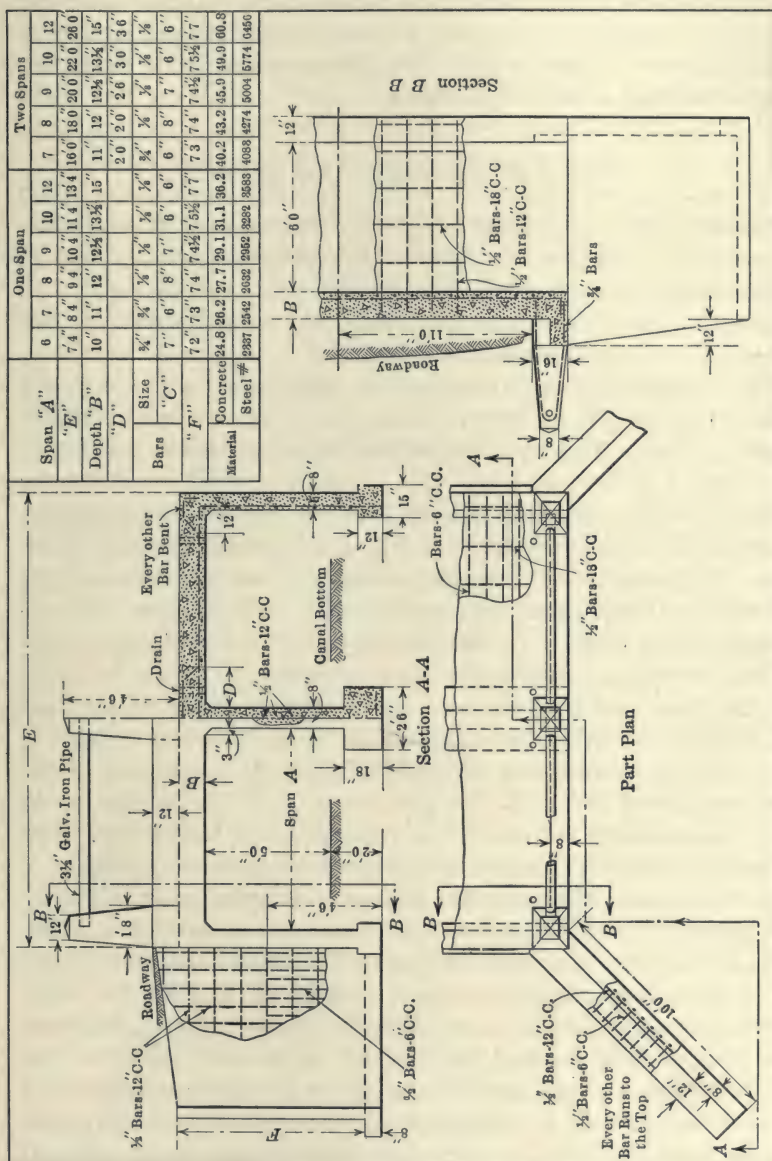 One Span Two Spans
Span "A" 6 7 8 9 10 12 7 8 9 10 12
"E" 7'4" 8'4" 9'4 10'4 11'4" 13'4 16'0 18'0 20'0" 22'0 26'0
Depth "B" 10" 11" 12" 12½ 13½ 15" 11" 12" 12½ 13½ 15"
"D" 2'0 2'0 2'6 3'0 3'6
Bars Size ¾" ¾" ⅞" ⅞" ⅞" ⅞" ¾" ⅞" ⅞" ⅞" ⅞"
"C" 7" 6" 8" 7" 6" 6" 6" 8" 7" 6" 6"
"F" 7'2" 7'3" 7'4" 7'4½ 7'5½ 7'7" 7'3 7'4" 7'4½ 7'5½ 7'7"
Material Concrete 24.8 26.2 27.7 29.1 31.1 36.2 40.2 43.2 45.9 49.9 60.8
Steel # 2337 2542 2632 2952 3282 3583 4088 4274 5004 5774 6456
E
3½" Galv. Iron Pipe
4'6"
Drain
Every other
Bar Bent
B
12"
1'8"
12"
B
Roadway
½" Bars-12" C-C
½" Bars-6" C-C.
F
8"
Span A
5'0"
2'0"
4'6"
B
3"
D
½" Bars-12" C-C
8"
18"
2'6"
12
8"
6
12"
15"
Canal Bottom
Section A-A
B
12"
6'0"
½" Bars-18" C-C
½" Bars-12" C-C
11'0"
Roadway
16"
8"
¾" Bars
12"
Section B B
A
Bars-6" C.C.
½" Bars-18" C-C
B
B
8
Part Plan
½" Bars-12" C-C.
½" Bars-6" C-C.
Every other
Bar Runs to
the Top
10'0"
12"
8"
A